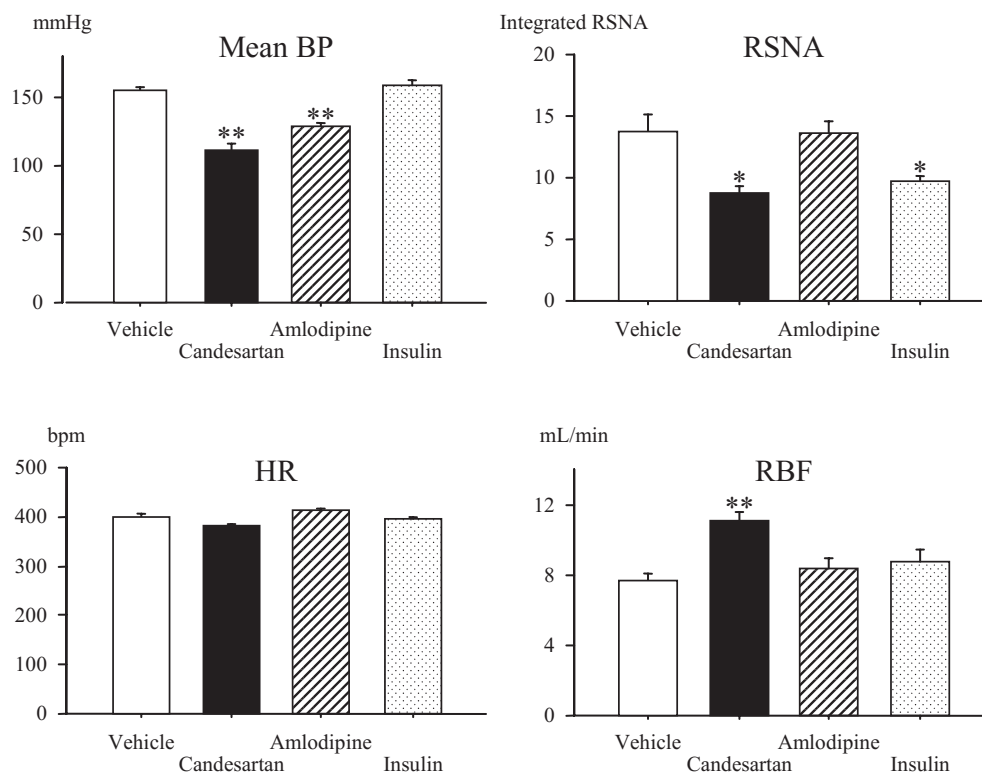 mmHg
Mean BP
150
100
50
0
**
**
Vehicle
Candesartan
Amlodipine
Insulin
Integrated RSNA
RSNA
20
15
10
5
0
*
*
Vehicle
Candesartan
Amlodipine
Insulin
bpm
HR
500
400
300
200
100
0
Vehicle
Candesartan
Amlodipine
Insulin
mL/min
RBF
12
8
4
0
**
Vehicle
Candesartan
Amlodipine
Insulin